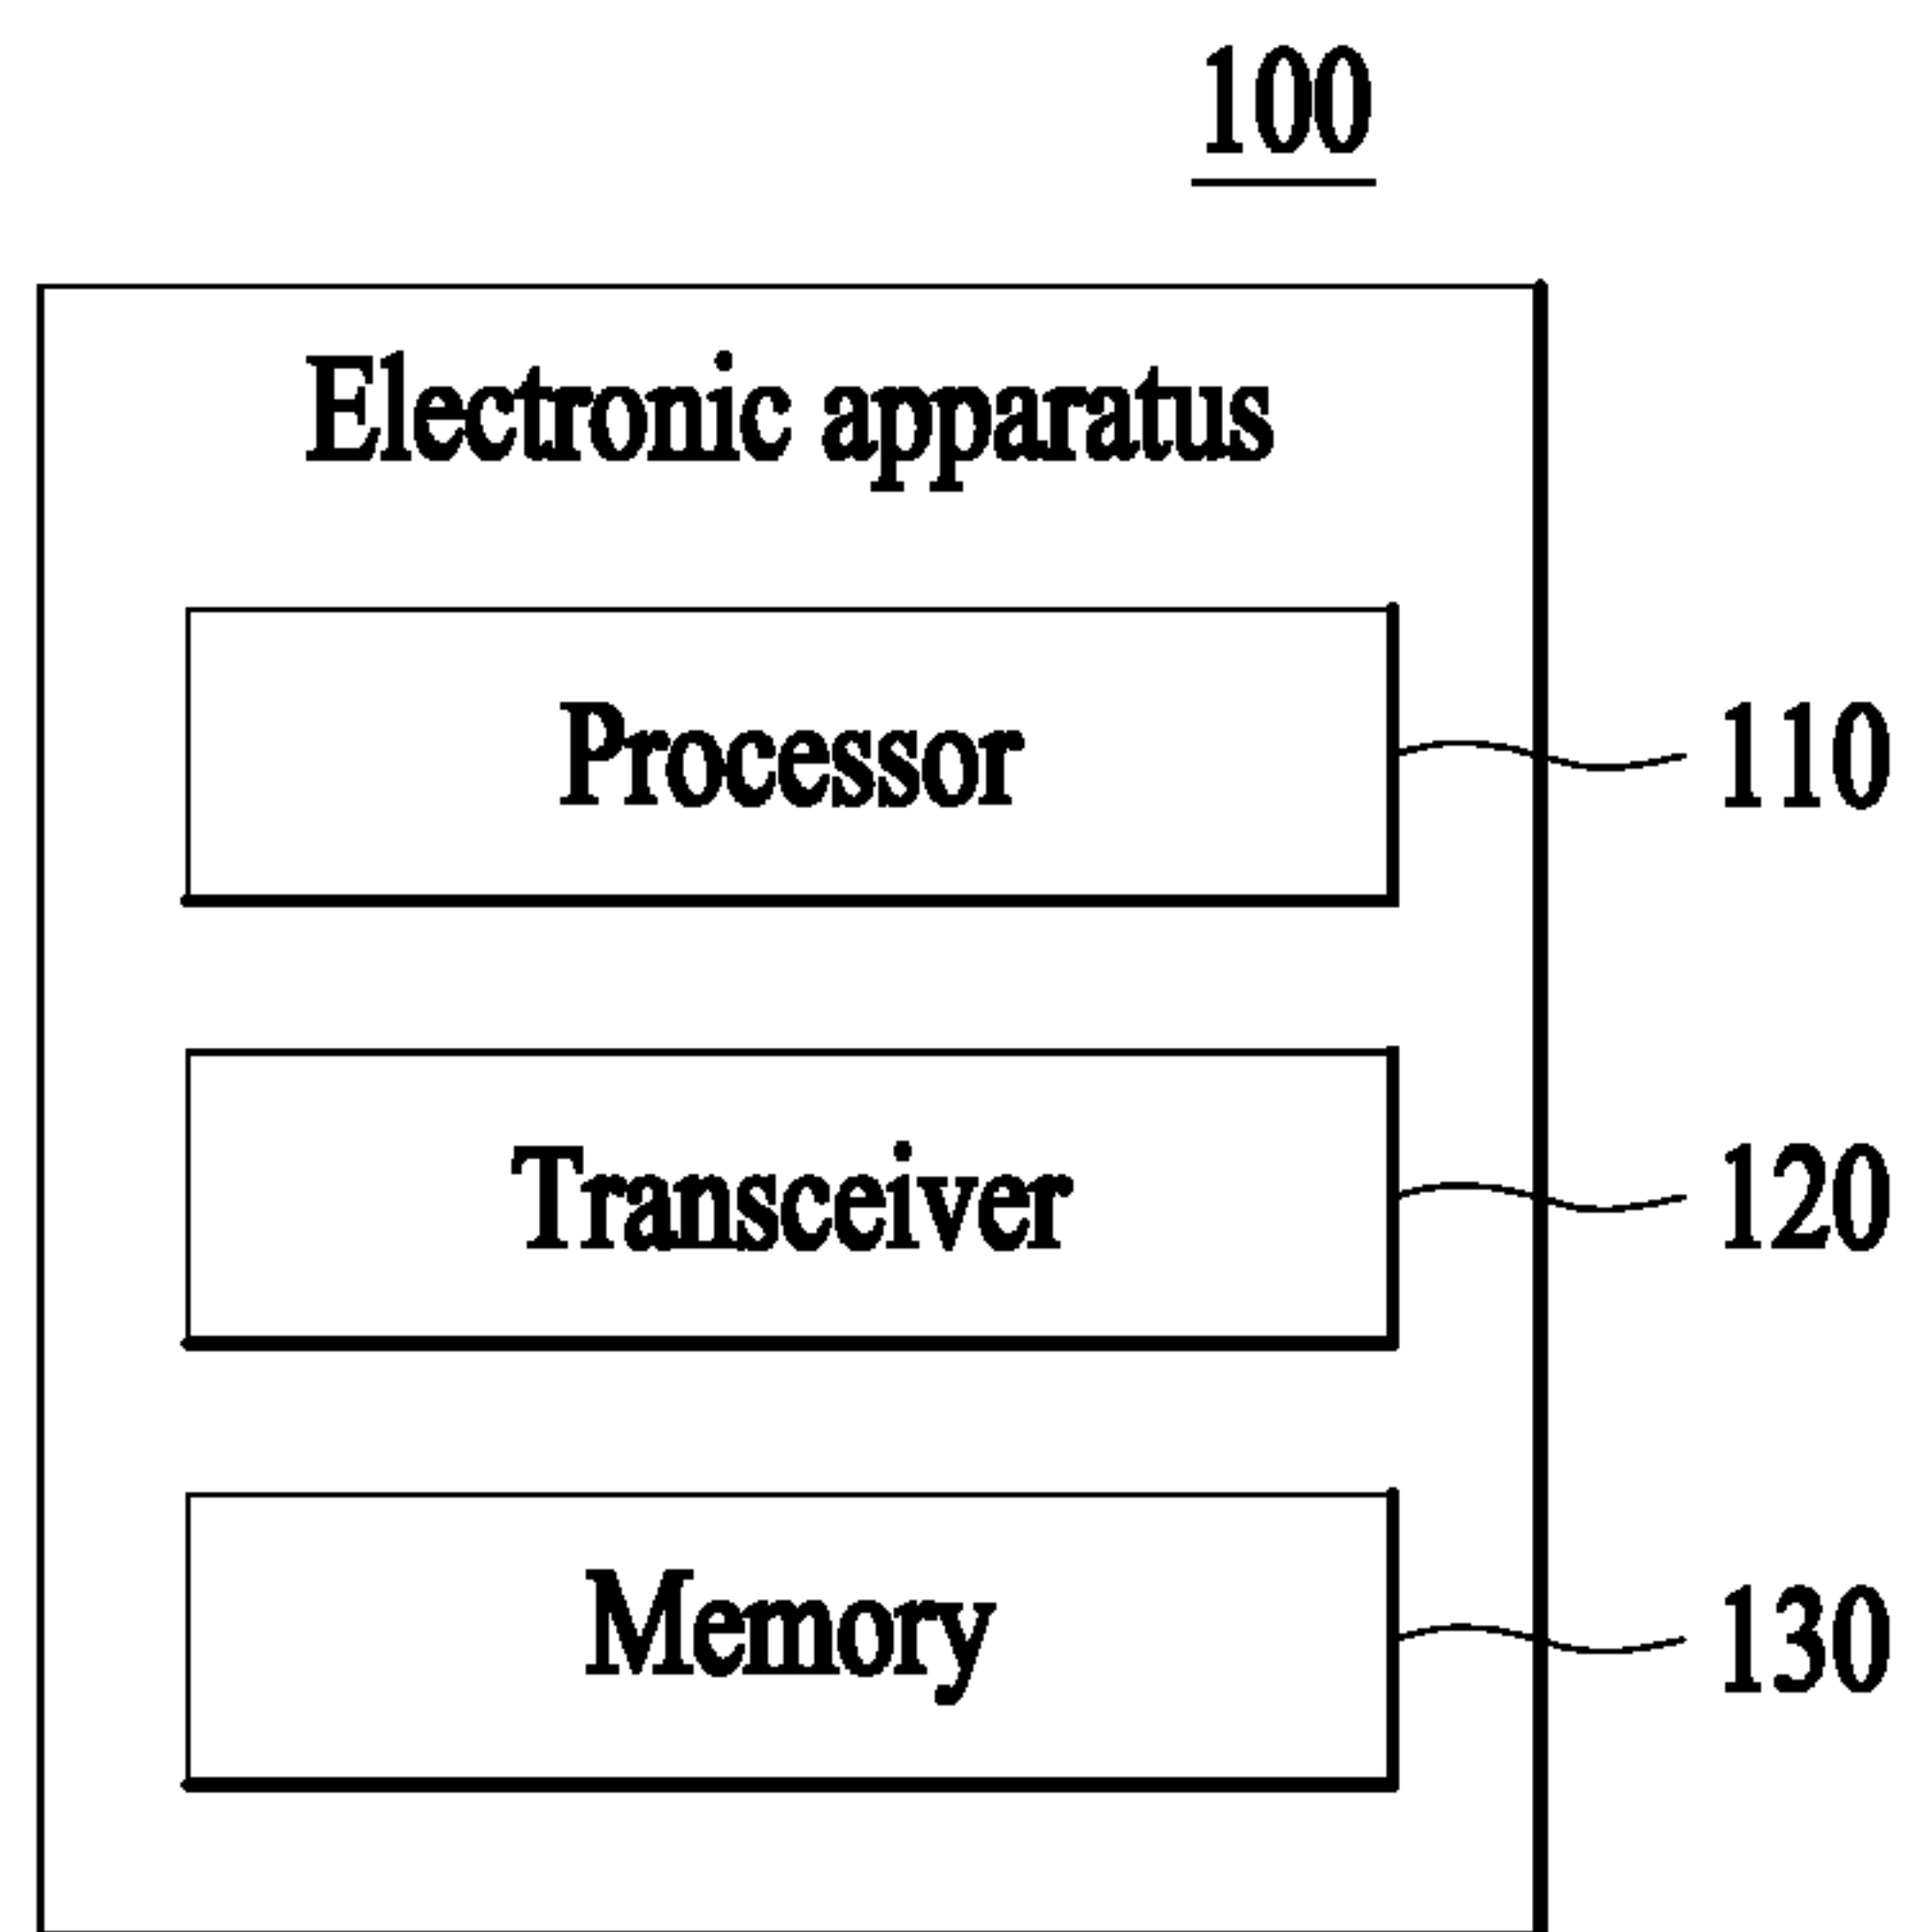 100
Electronic apparatus
Processor
110
Transceiver
120
Memory
130